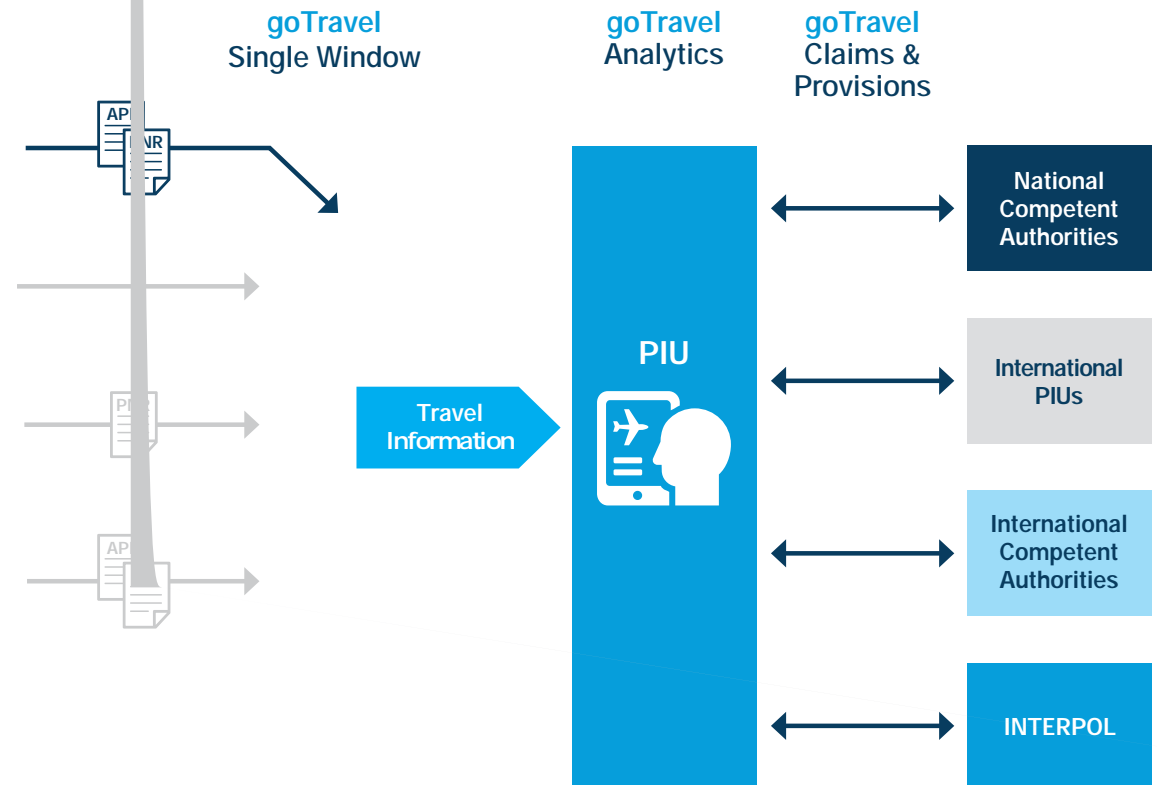 goTravel
Single Window
goTravel
Analytics
goTravel
Claims &
Provisions
PIU
Travel
Information
National
Competent
Authorities
International
PIUs
International
Competent
Authorities
INTERPOL